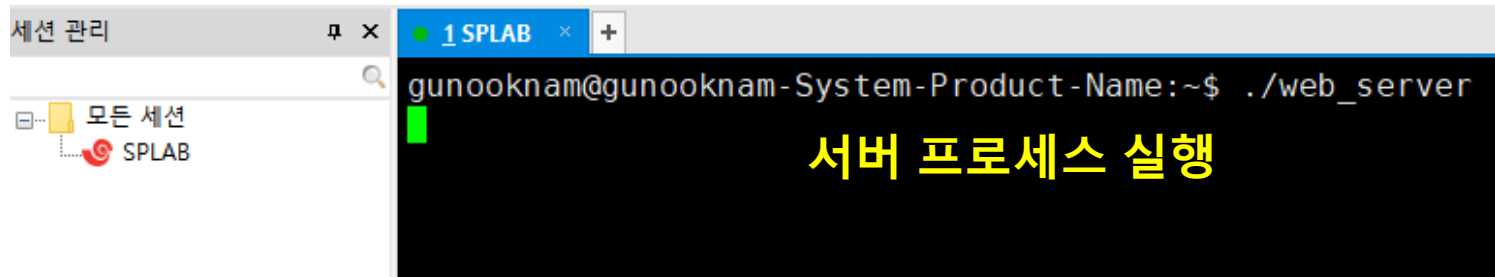 세션 관리
1 SPLAB
gunooknam@gunooknam-System-Product-Name:~$ ./web_server
모든 세션
SPLAB
서버 프로세스 실행